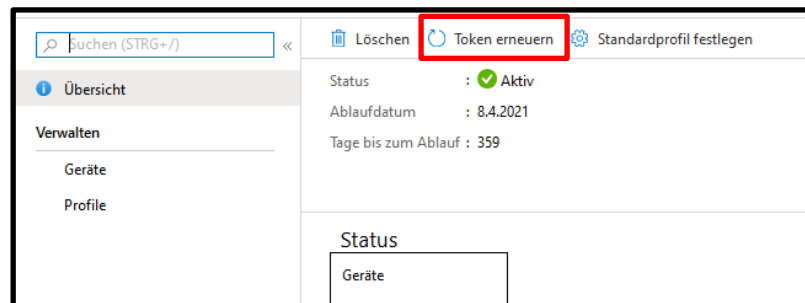 Suchen (STRG+/)
«
Übersicht
Verwalten
Geräte
Profile
Löschen
Token erneuern
Standardprofil festlegen
Status : Aktiv
Ablaufdatum : 8.4.2021
Tage bis zum Ablauf : 359
Status
Geräte